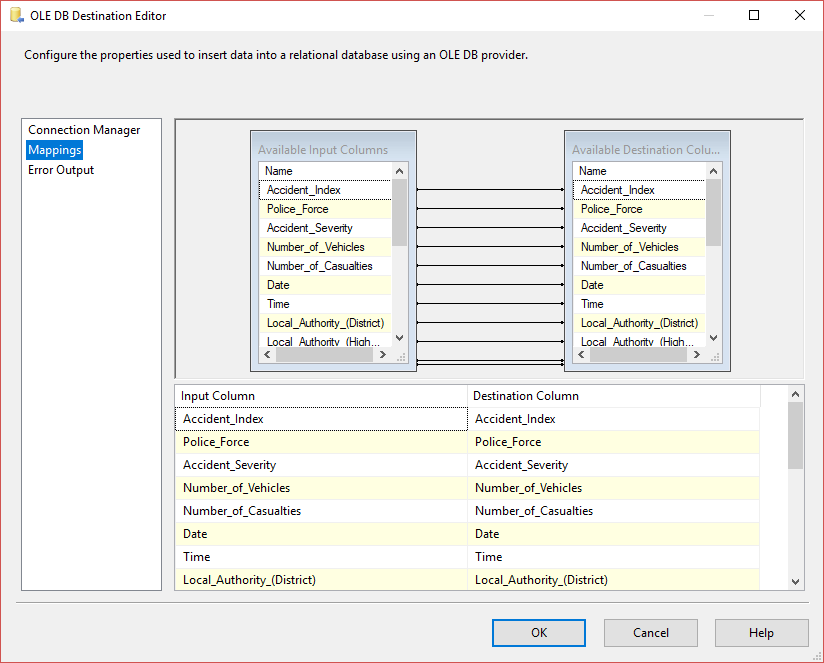 OLE DB Destination Editor
Configure the properties used to insert data into a relational database using an OLE DB provider.
Connection Manager
Mappings
Error Output
Available Input Columns
Name
Accident_Index
Police_Force
Accident_Severity
Number_of_Vehicles
Number_of_Casualties
Date
Time
Local_Authority_(District)
Local_Authority_(High...
Available Destination Colu...
Name
Accident_Index
Police_Force
Accident_Severity
Number_of_Vehicles
Number_of_Casualties
Date
Time
Local_Authority_(District)
Local_Authority_(High...
Input Column Destination Column
Accident_Index Accident_Index
Police_Force Police_Force
Accident_Severity Accident_Severity
Number_of_Vehicles Number_of_Vehicles
Number_of_Casualties Number_of_Casualties
Date Date
Time Time
Local_Authority_(District) Local_Authority_(District)
OK Cancel Help